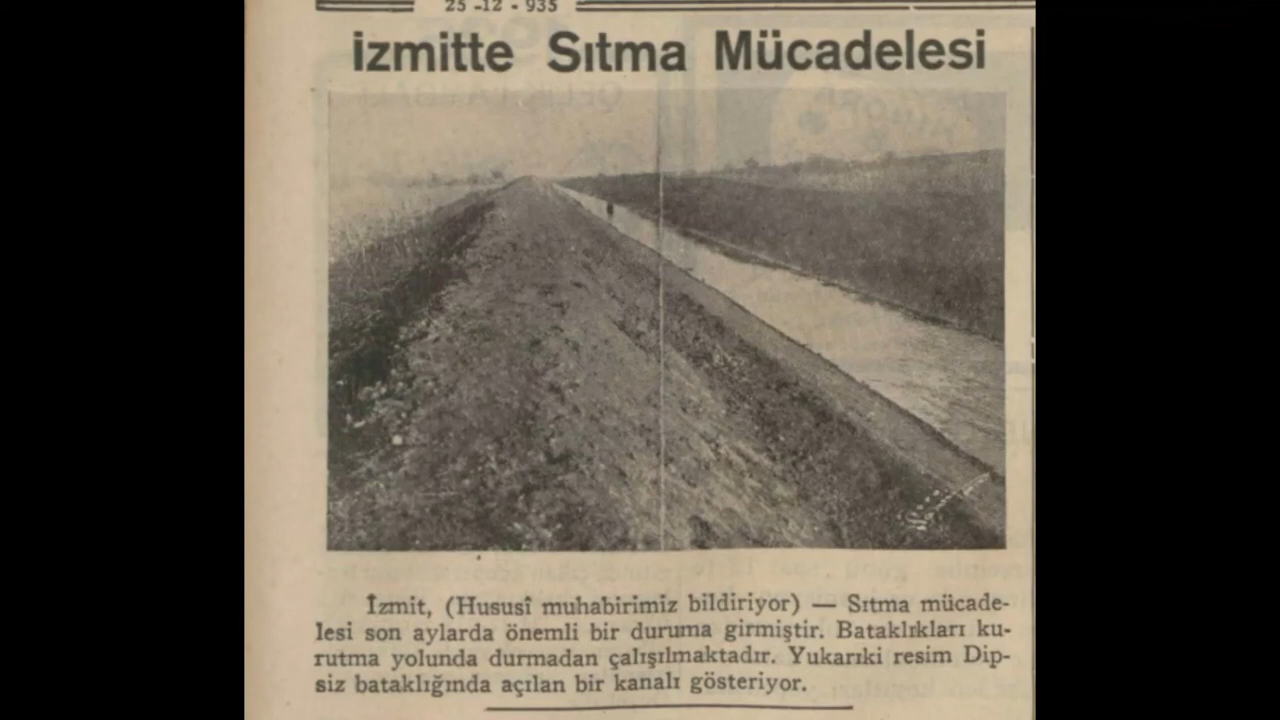 25 -12 - 935
İzmitte Sıtma Mücadelesi
İzmit, (Hususî muhabirimiz bildiriyor) — Sıtma mücade-
lesi son aylarda önemli bir duruma girmiştir. Bataklıkları ku-
rutma yolunda durmadan çalışılmaktadır. Yukarıki resim Dip-
siz bataklığında açılan bir kanalı gösteriyor.